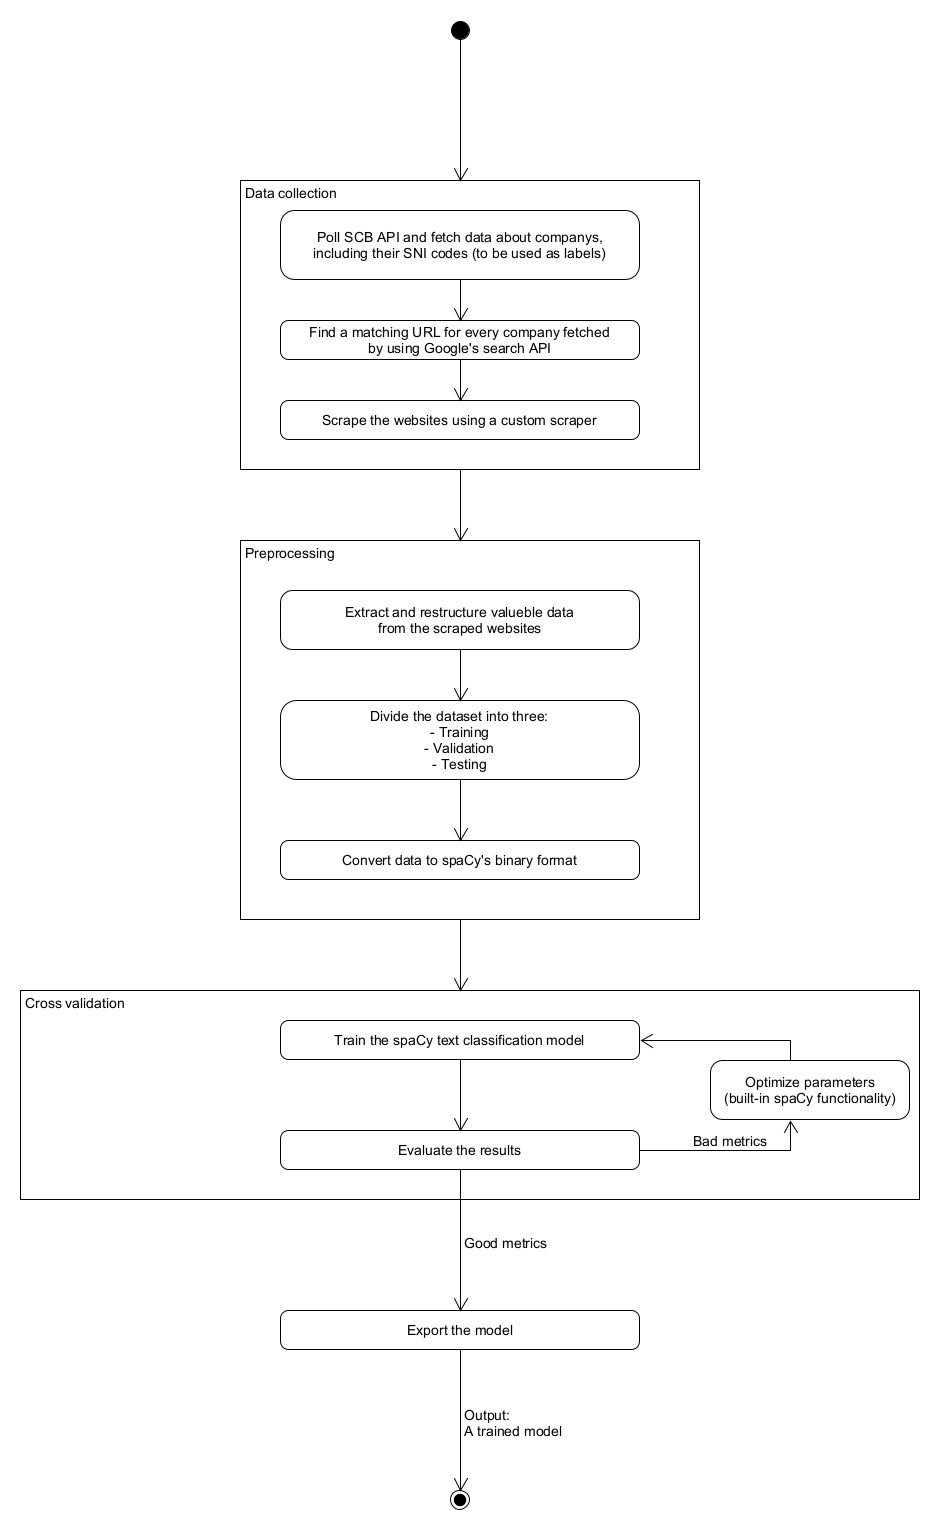 Data collection
Poll SCB API and fetch data about companys,
including their SNI codes (to be used as labels)
Find a matching URL for every company fetched
by using Google's search API
Scrape the websites using a custom scraper
Preprocessing
Extract and restructure valueble data
from the scraped websites
Divide the dataset into three:
- Training
- Validation
- Testing
Convert data to spaCy's binary format
Cross validation
Train the spaCy text classification model
Optimize parameters
(built-in spaCy functionality)
Bad metrics
Evaluate the results
Good metrics
Export the model
Output:
A trained model